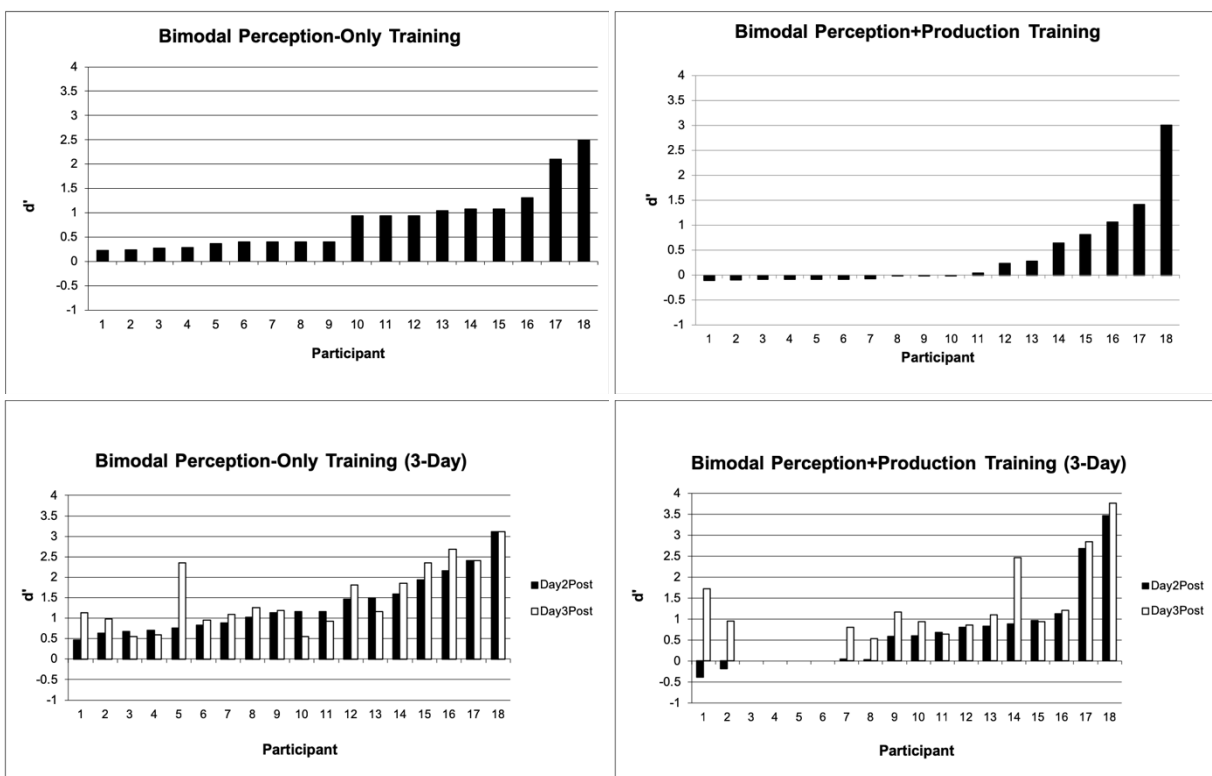 Bimodal Perception-Only Training
4
3.5
3
2.5
2
1.5
1
0.5
0
-0.5
-1
d'
1 2 3 4 5 6 7 8 9 10 11 12 13 14 15 16 17 18
Participant
Bimodal Perception+Production Training
4
3.5
3
2.5
2
1.5
1
0.5
0
-0.5
-1
d'
1 2 3 4 5 6 7 8 9 10 11 12 13 14 15 16 17 18
Participant
Bimodal Perception-Only Training (3-Day)
4
3.5
3
2.5
2
1.5
1
0.5
0
-0.5
-1
d'
Day2Post
Day3Post
1 2 3 4 5 6 7 8 9 10 11 12 13 14 15 16 17 18
Participant
Bimodal Perception+Production Training (3-Day)
4
3.5
3
2.5
2
1.5
1
0.5
0
-0.5
-1
d'
Day2Post
Day3Post
1 2 3 4 5 6 7 8 9 10 11 12 13 14 15 16 17 18
Participant